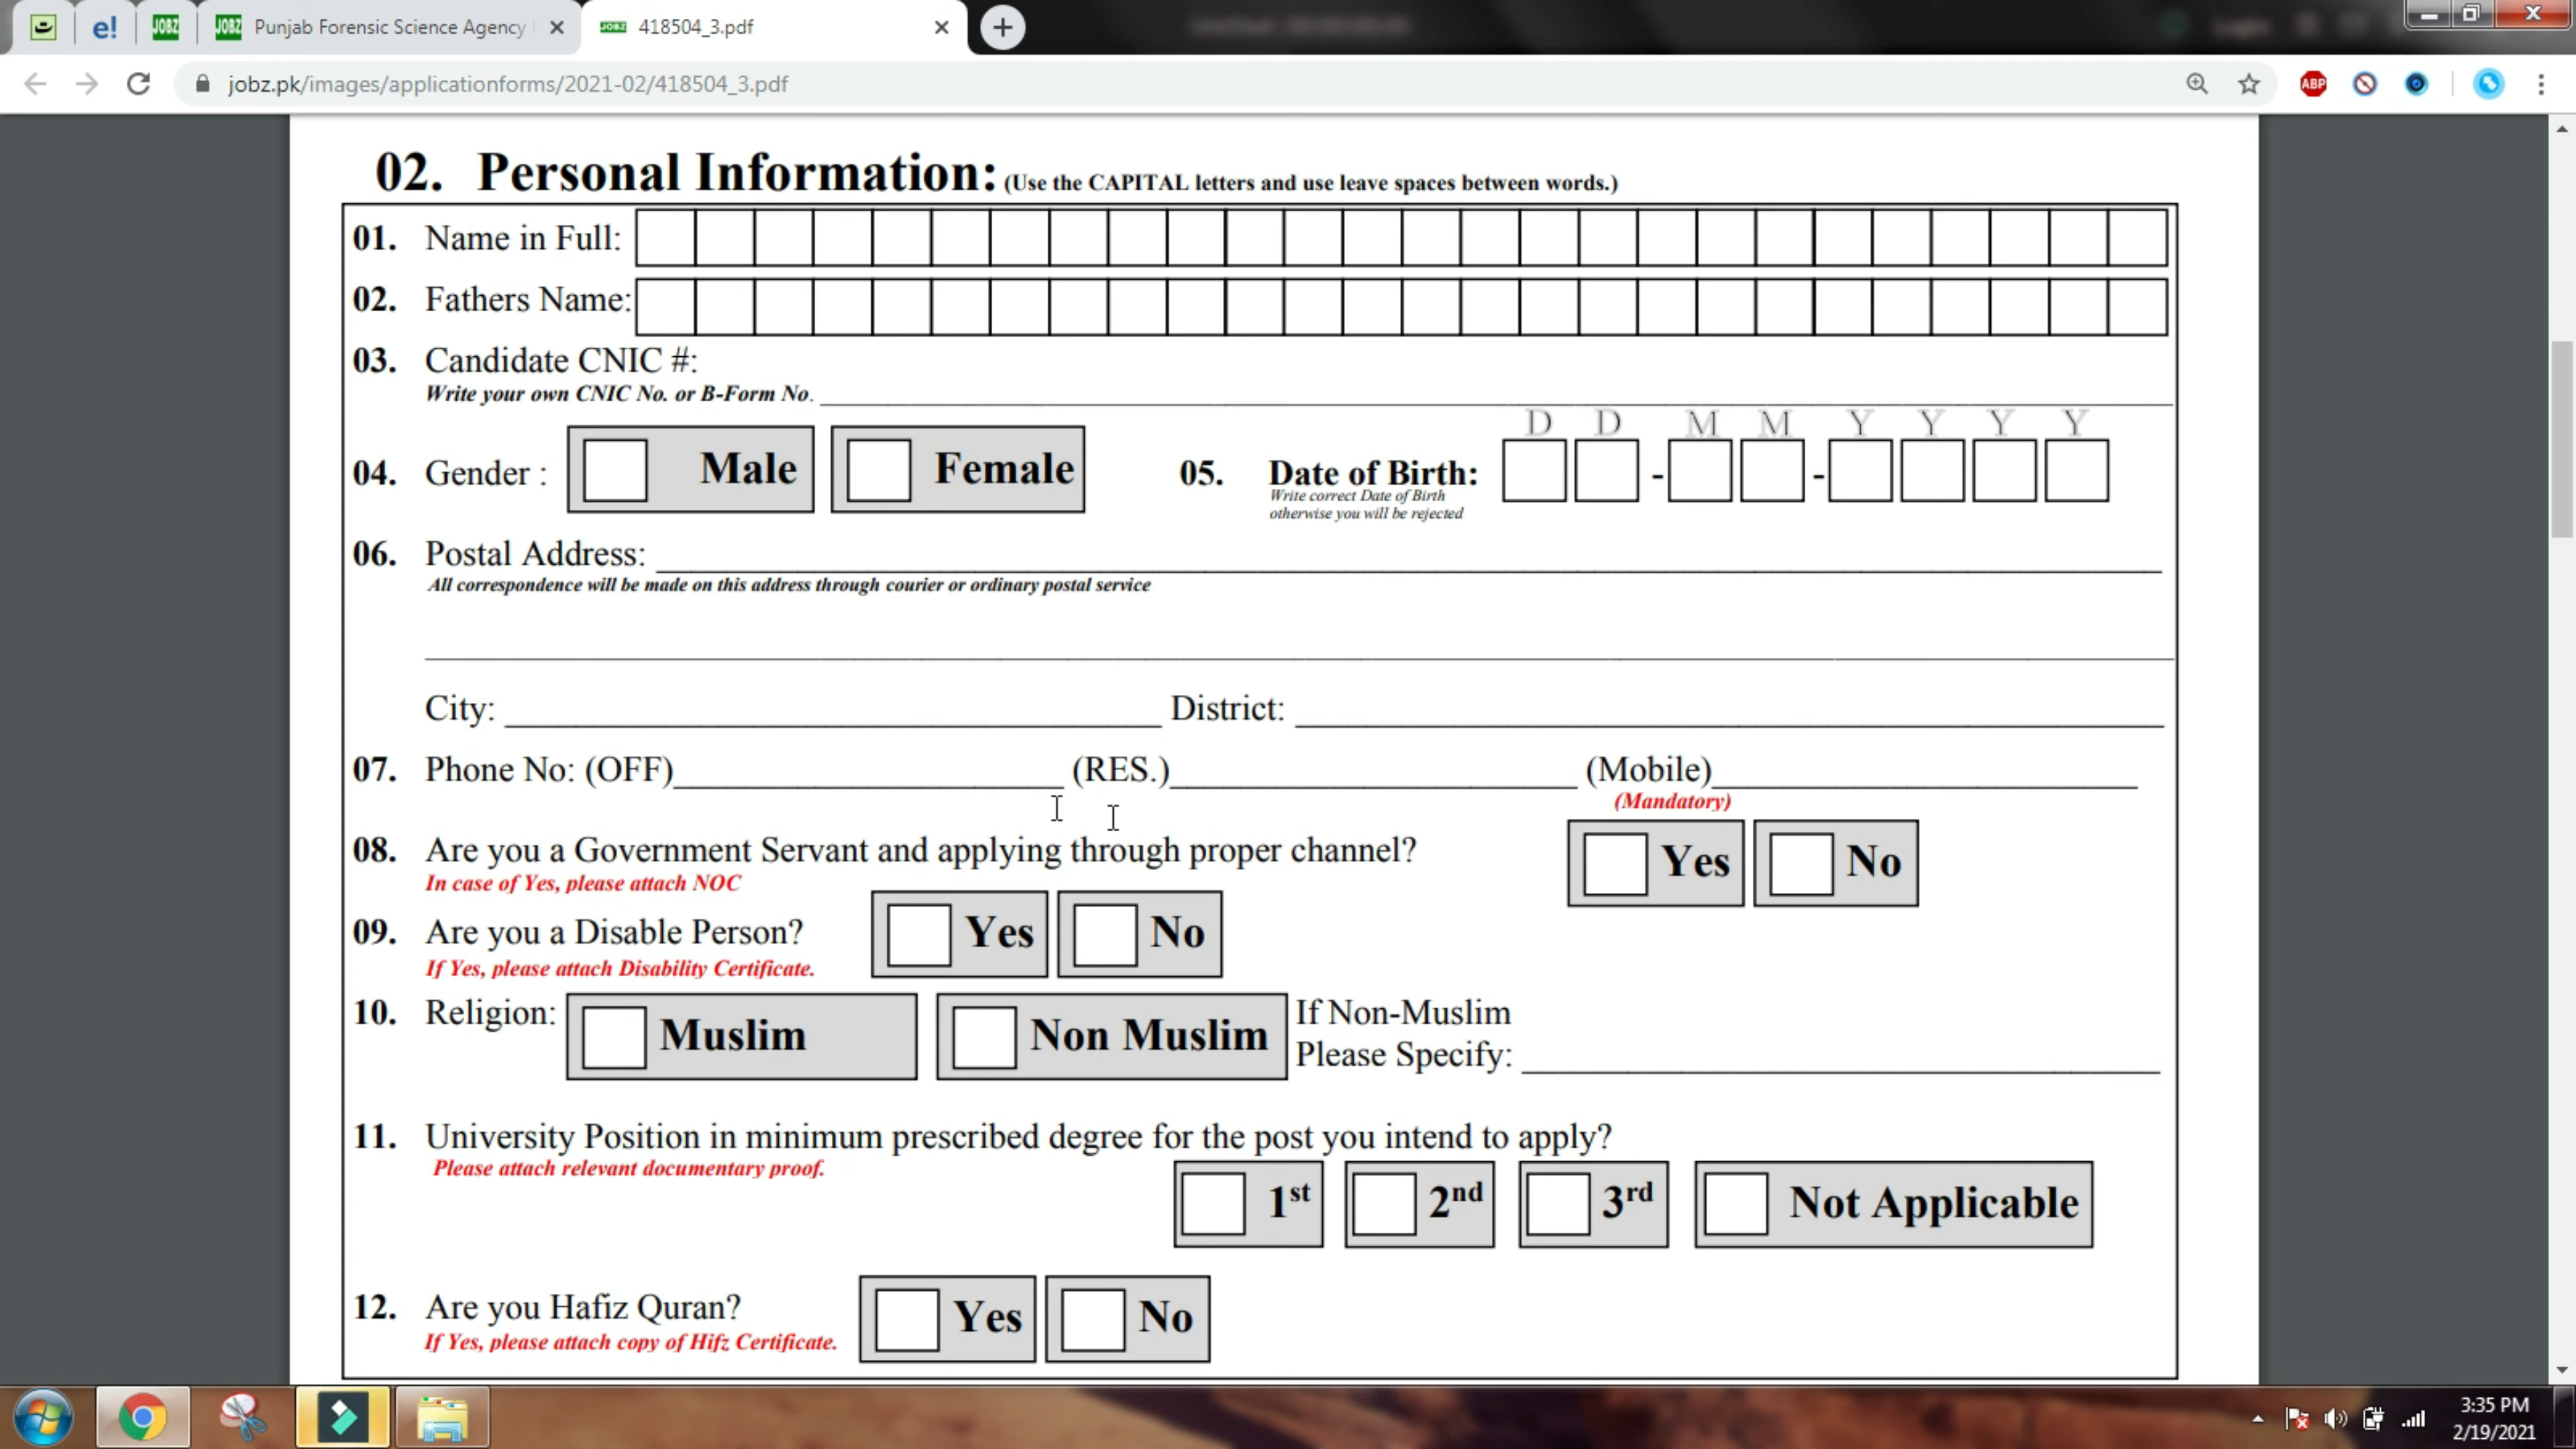 e! JOBZ JOBZ Punjab Forensic Science Agency JOBZ 418504_3.pdf
jobz.pk/images/applicationforms/2021-02/418504_3.pdf ABP
02. Personal Information: (Use the CAPITAL letters and use leave spaces between words.)
01. Name in Full:
02. Fathers Name:
03. Candidate CNIC #:
Write your own CNIC No. or B-Form No.
D D M M Y Y Y Y
04. Gender : Male Female 05. Date of Birth: - -
Write correct Date of Birth
otherwise you will be rejected
06. Postal Address:
All correspondence will be made on this address through courier or ordinary postal service
City: District:
07. Phone No: (OFF) (RES.) (Mobile)
(Mandatory)
08. Are you a Government Servant and applying through proper channel? Yes No
In case of Yes, please attach NOC
09. Are you a Disable Person? Yes No
If Yes, please attach Disability Certificate.
10. Religion: Muslim Non Muslim If Non-Muslim
Please Specify:
11. University Position in minimum prescribed degree for the post you intend to apply?
Please attach relevant documentary proof.
1st 2nd 3rd Not Applicable
12. Are you Hafiz Quran? Yes No
If Yes, please attach copy of Hifz Certificate.
3:35 PM
2/19/2021